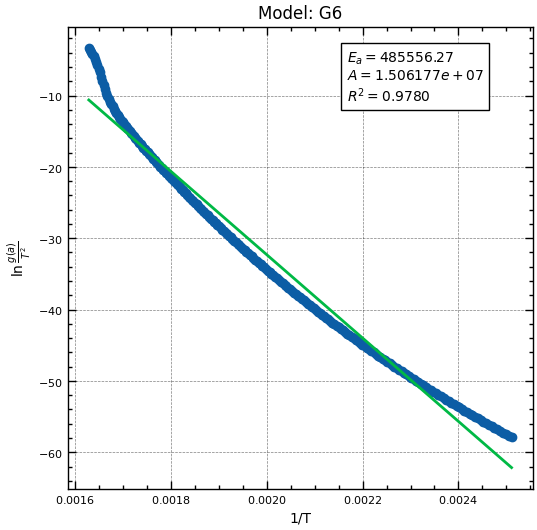 Model: G6
E_a = 485556.27
A = 1.506177e + 07
R^2 = 0.9780
−10
−20
−30
−40
−50
−60
ln g(a)/T^2
0.0016 0.0018 0.0020 0.0022 0.0024
1/T